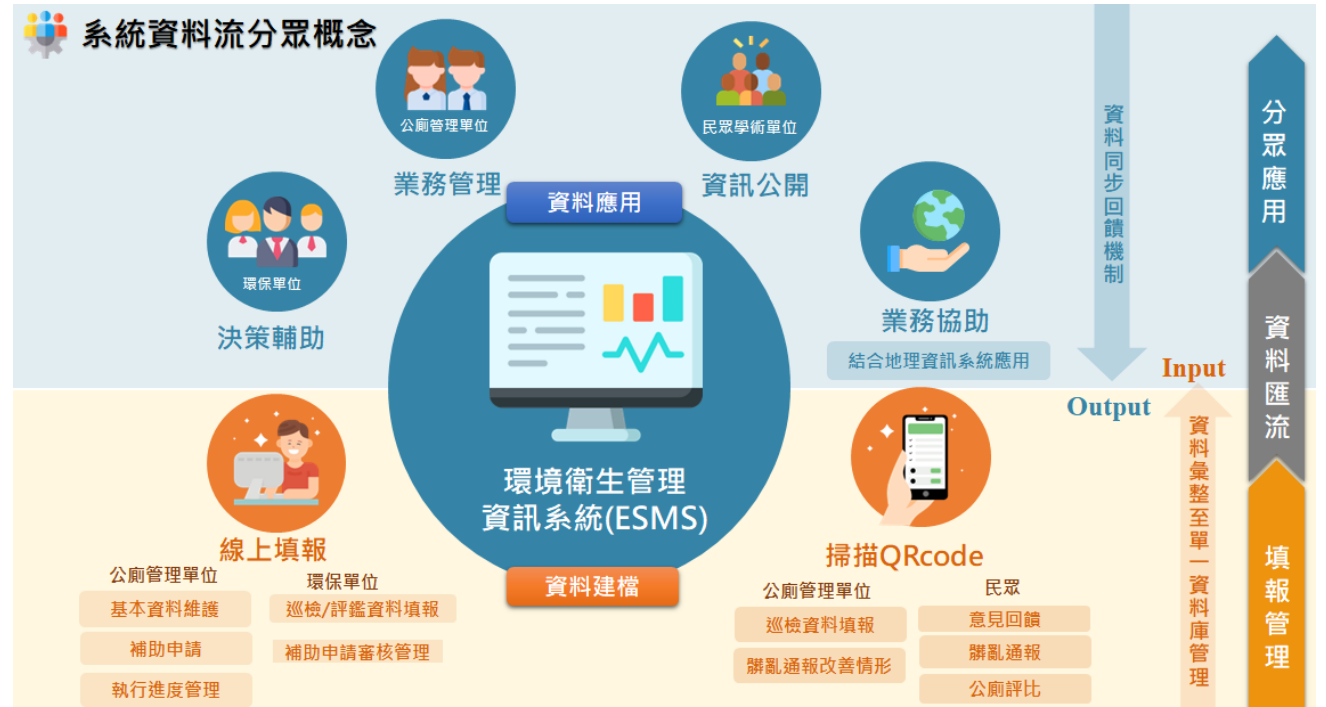 系統資料流分眾概念
公廁管理單位
業務管理
民眾學術單位
資訊公開
環保單位
決策輔助
資料應用
業務協助
結合地理資訊系統應用
環境衛生管理
資訊系統(ESMS)
資料建檔
線上填報
公廁管理單位
基本資料維護
補助申請
執行進度管理
環保單位
巡檢/評鑑資料填報
補助申請審核管理
掃描QRcode
公廁管理單位
巡檢資料填報
髒亂通報改善情形
民眾
意見回饋
髒亂通報
公廁評比
資料同步回饋機制
Output
Input
資料彙整至單一資料庫管理
分眾應用
資料匯流
填報管理